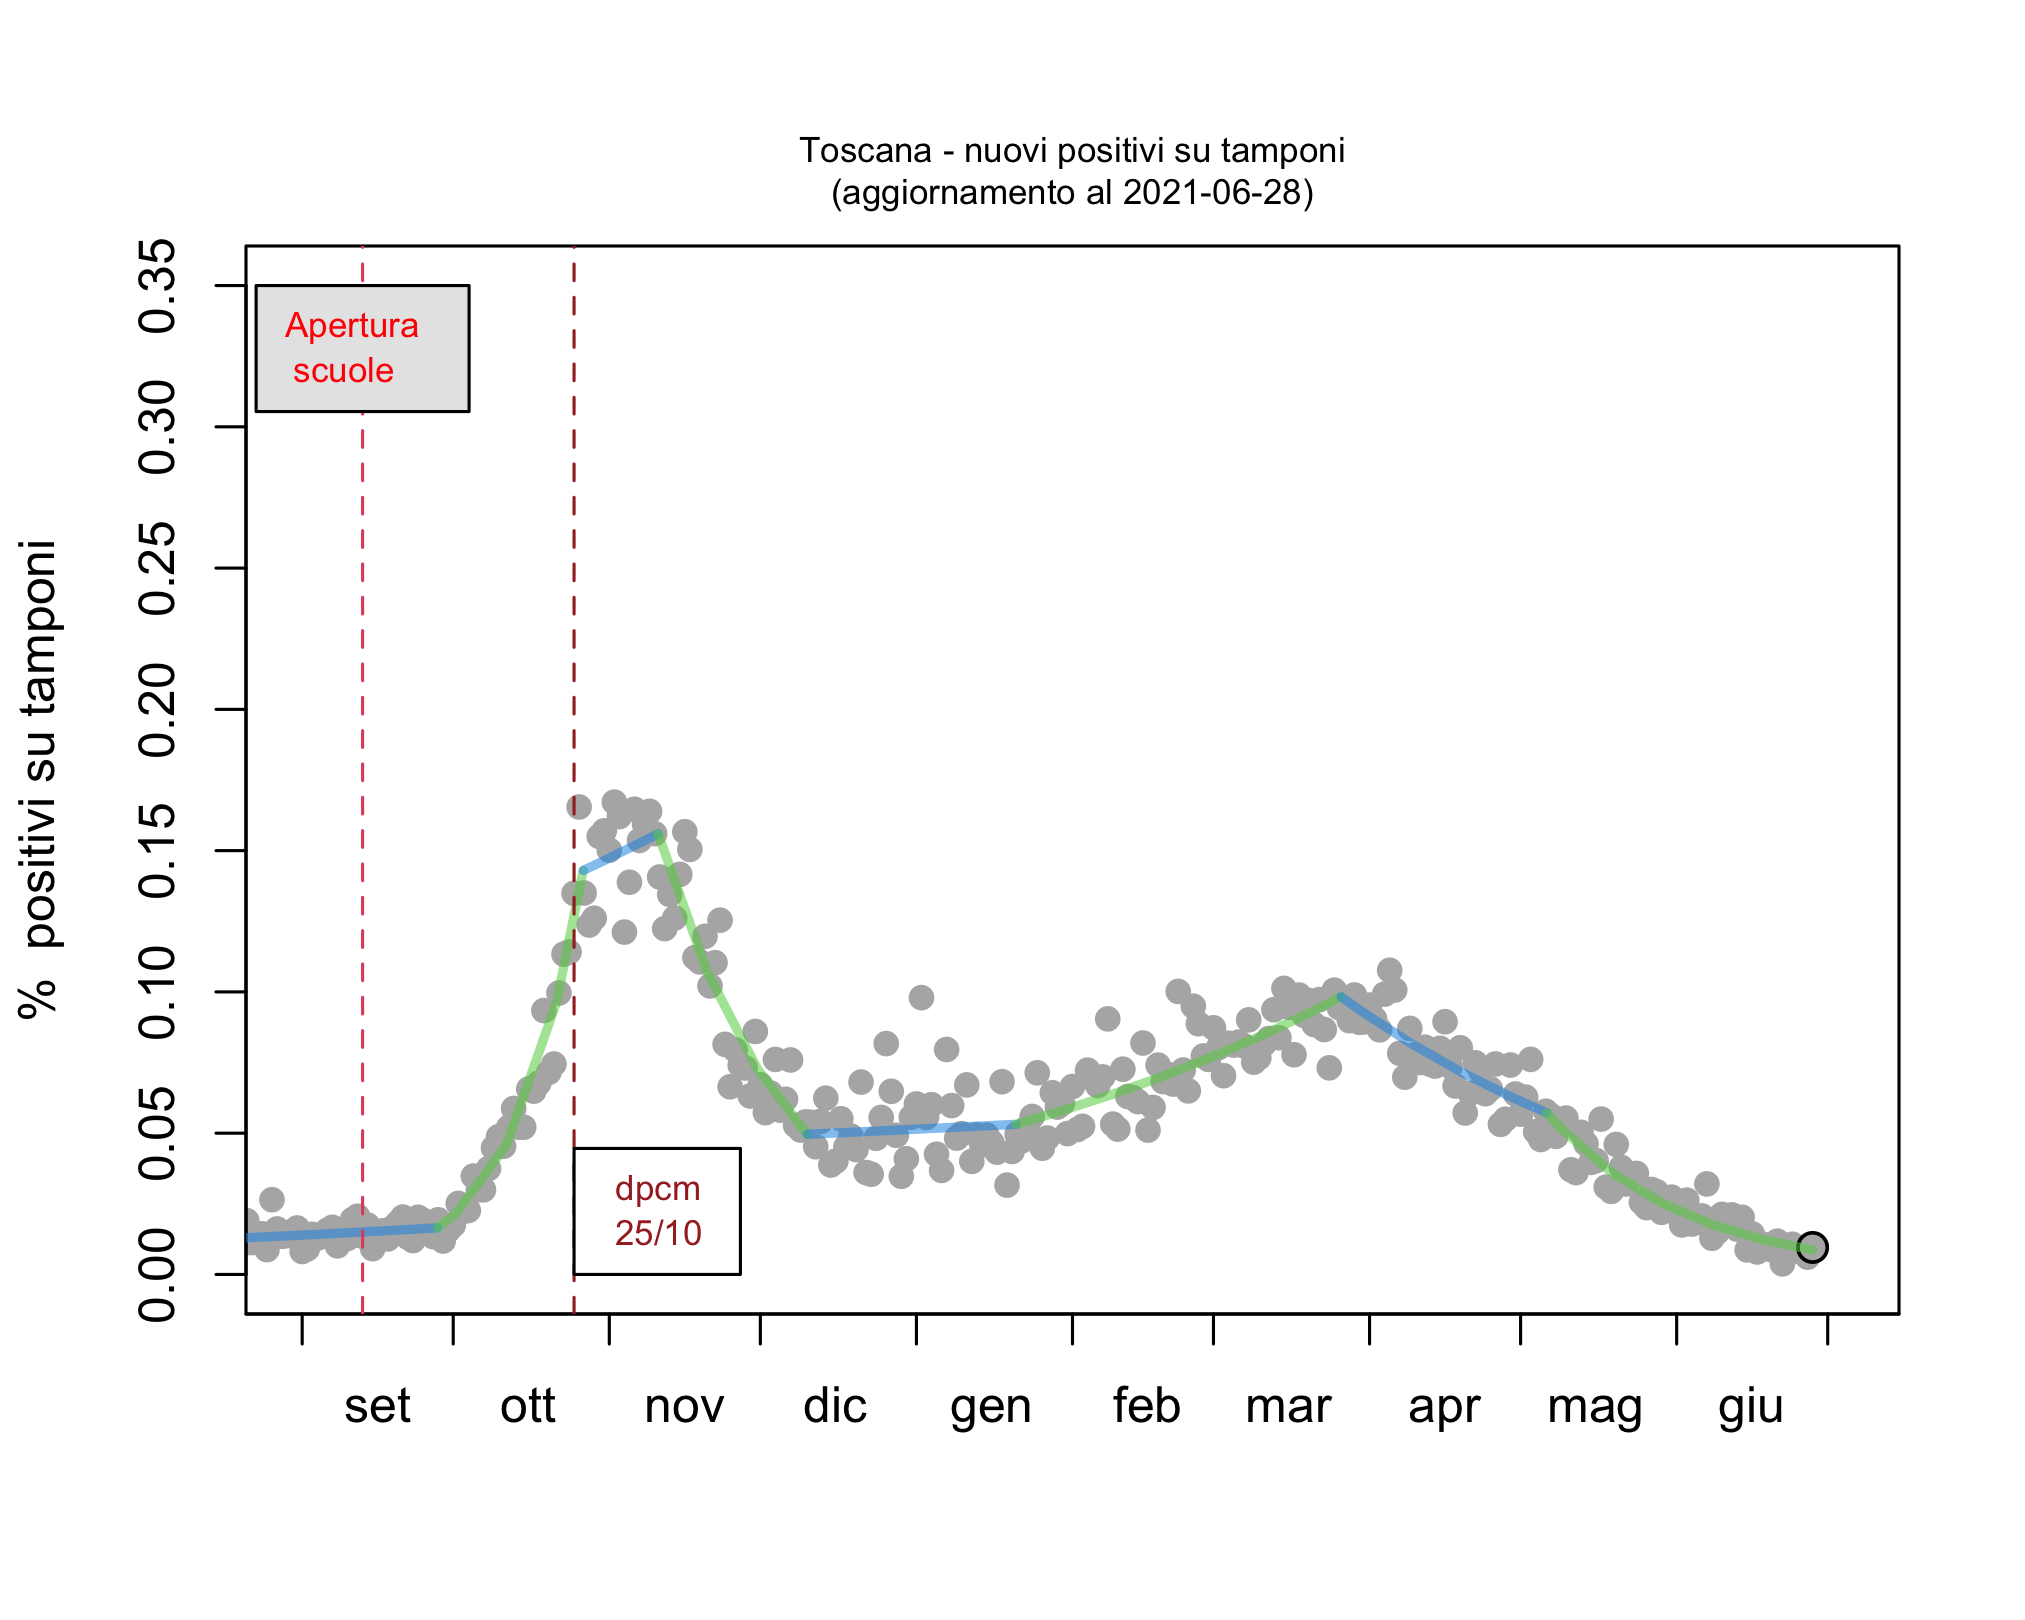 Toscana - nuovi positivi su tamponi
(aggiornamento al 2021-06-28)
% positivi su tamponi
0.35
0.30
0.25
0.20
0.15
0.10
0.05
0.00
Apertura
scuole
dpcm
25/10
set ott nov dic gen feb mar apr mag giu